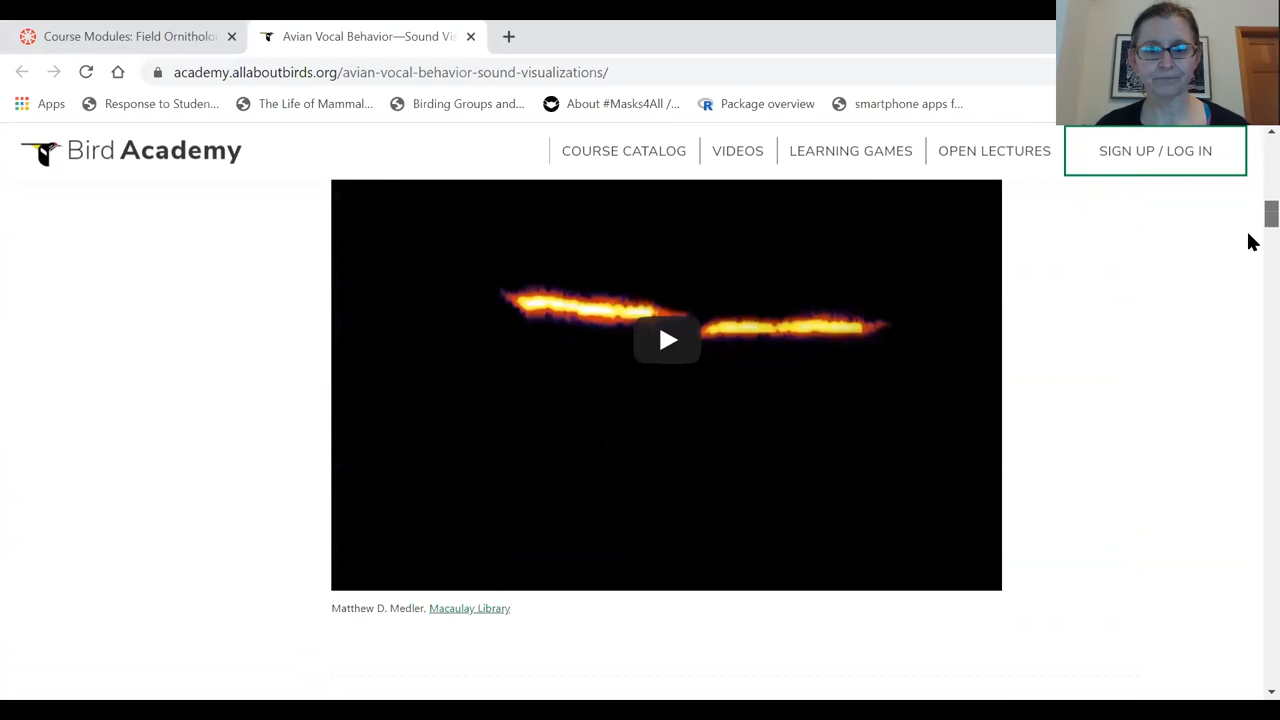 Course Modules: Field Ornitholo
Avian Vocal Behavior—Sound Vis
academy.allaboutbirds.org/avian-vocal-behavior-sound-visualizations/
Apps
Response to Studen...
The Life of Mammal...
Birding Groups and...
About #Masks4All /...
Package overview
smartphone apps f...
Bird Academy
COURSE CATALOG
VIDEOS
LEARNING GAMES
OPEN LECTURES
SIGN UP / LOG IN
Matthew D. Medler, Macaulay Library